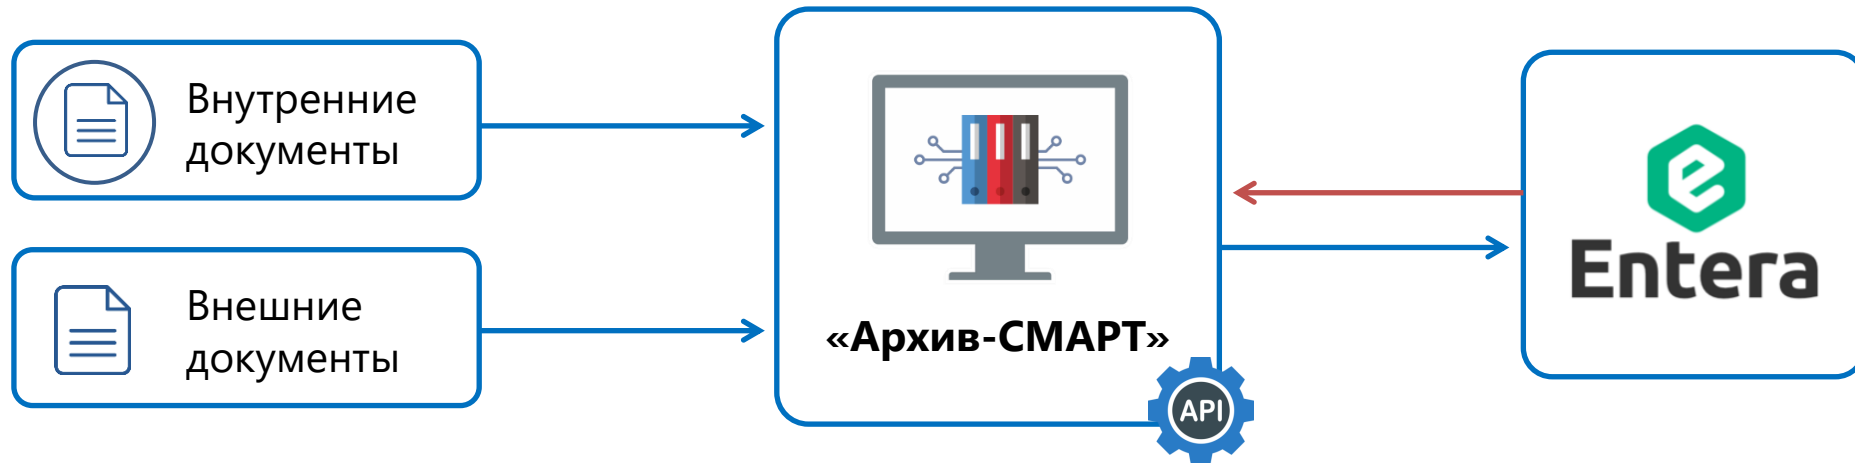 Внутренние
документы
Внешние
документы
«Архив-СМАРТ»
API
Entera